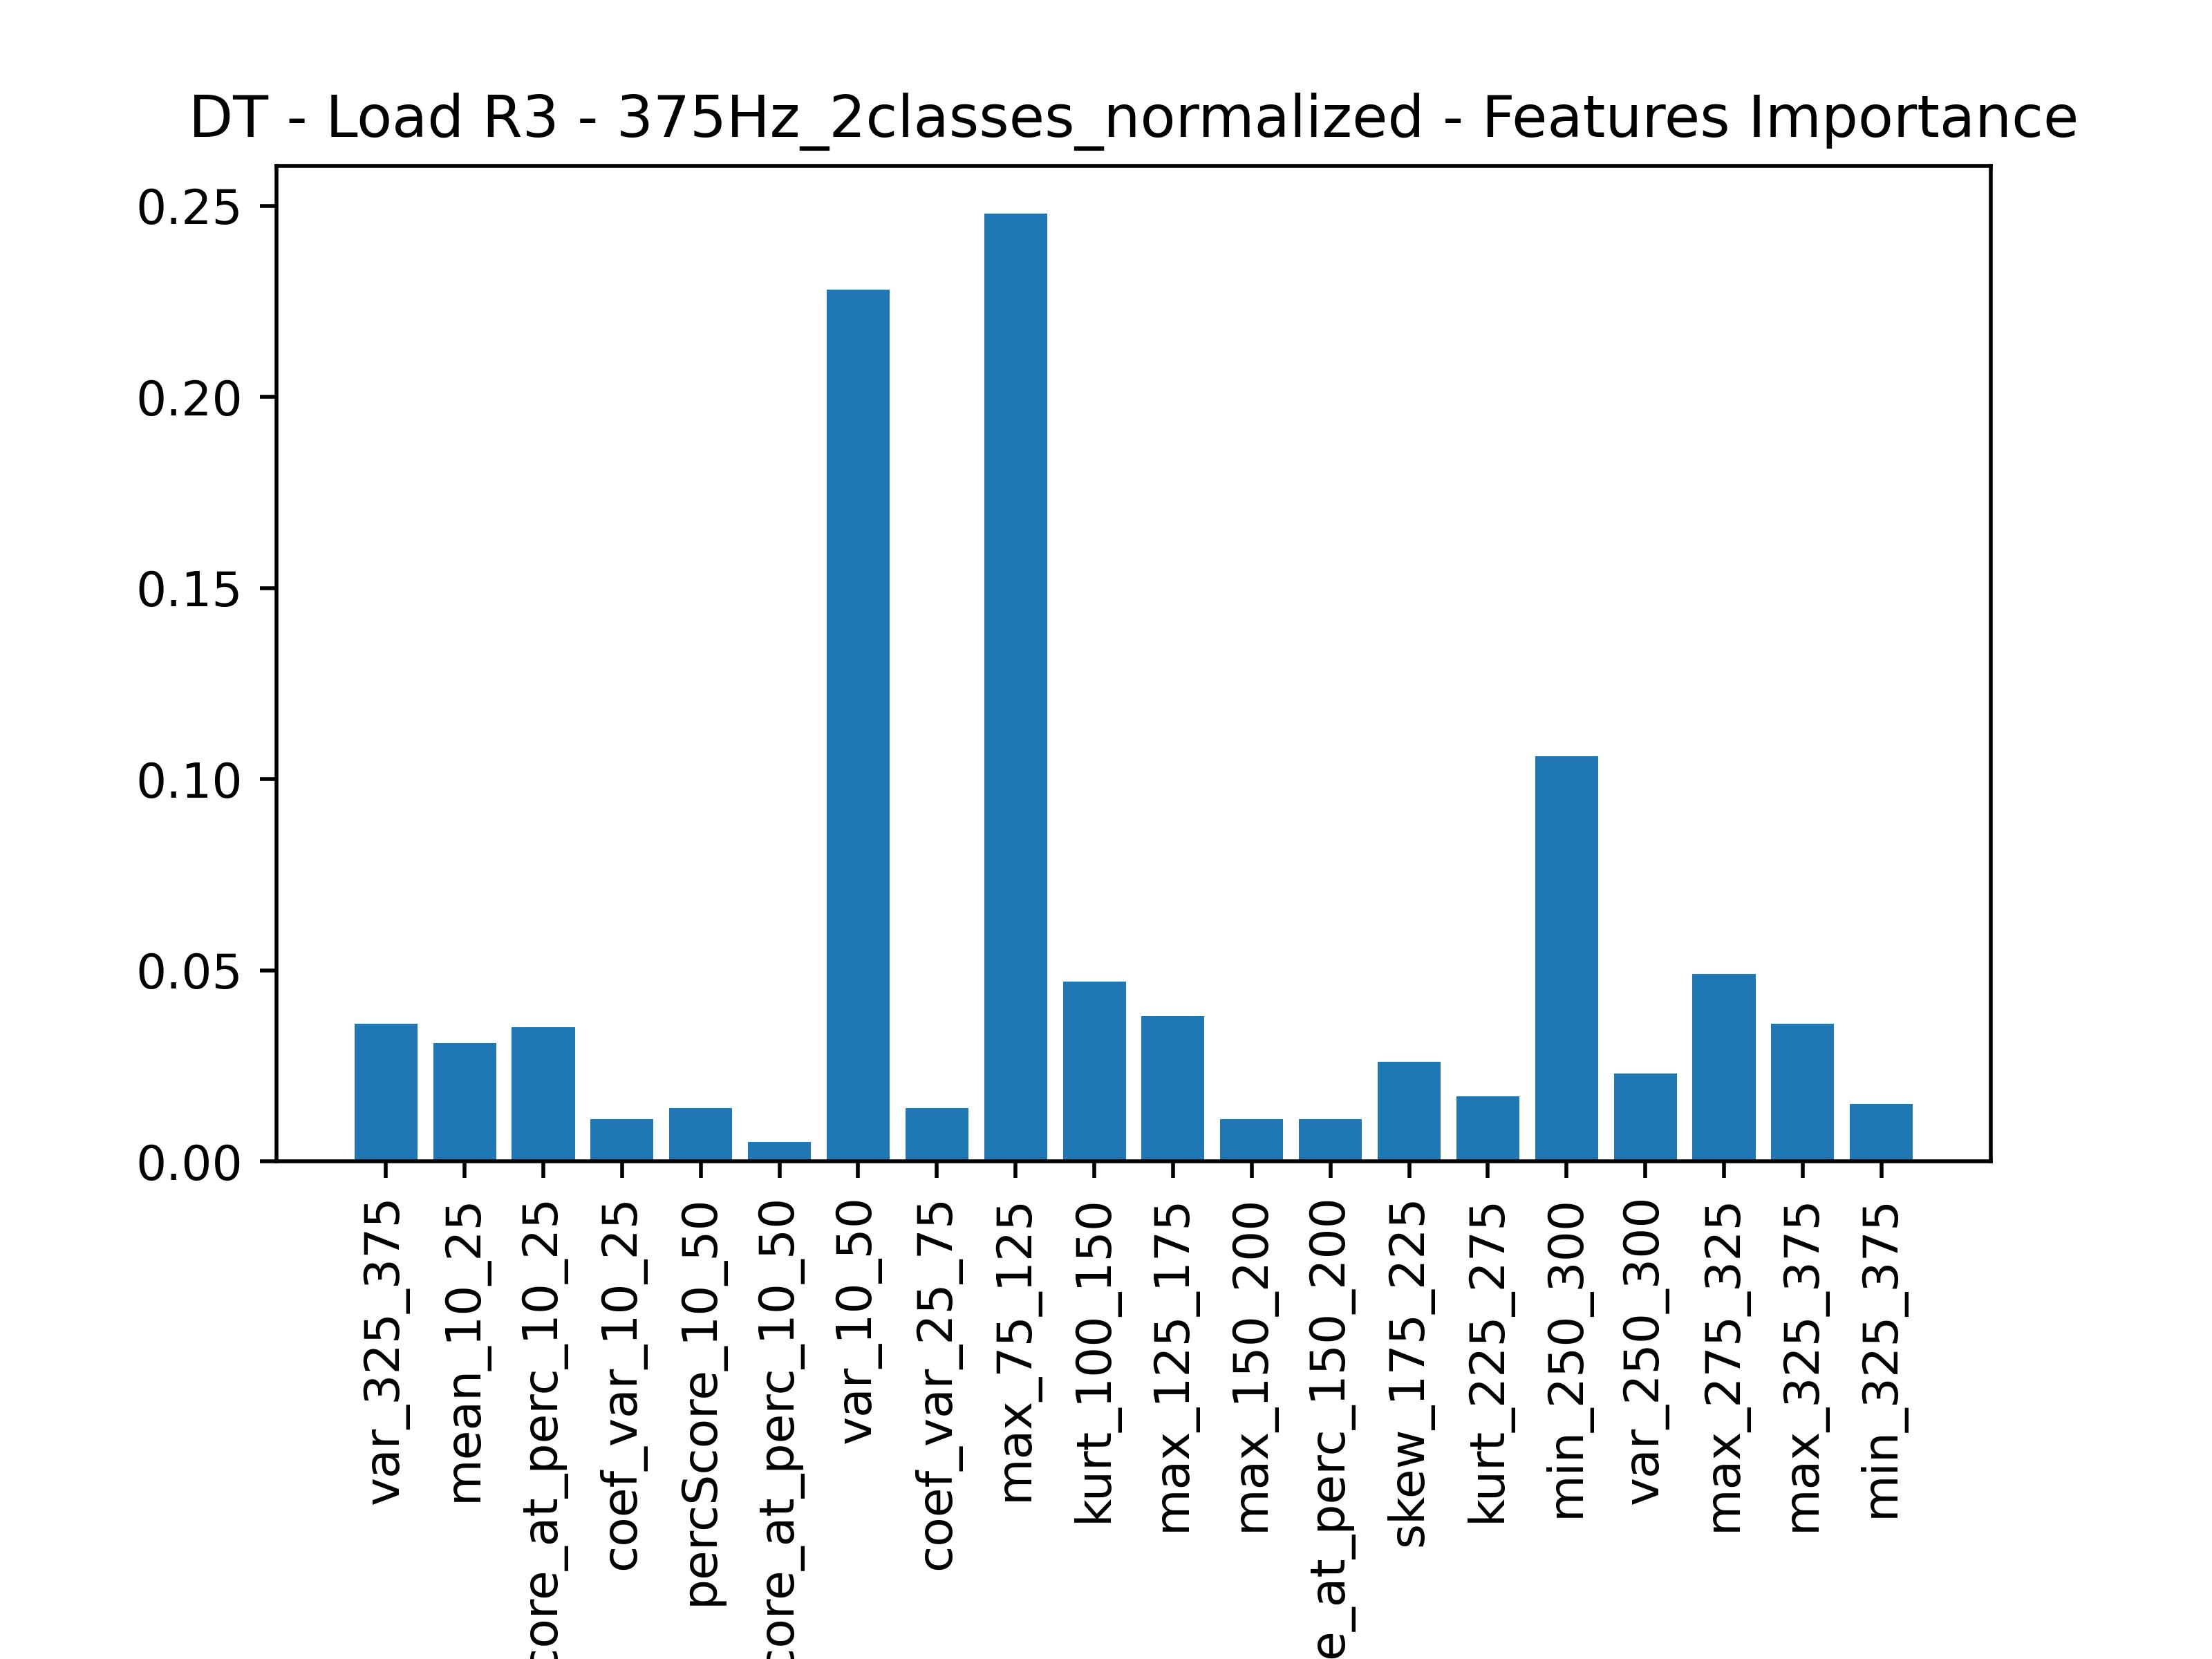 DT - Load R3 - 375Hz_2classes_normalized - Features Importance
0.25
0.20
0.15
0.10
0.05
0.00
var_325_375
mean_10_25
core_at_perc_10_25
coef_var_10_25
percScore_10_50
core_at_perc_10_50
var_10_50
coef_var_25_75
max_75_125
kurt_100_150
max_125_175
max_150_200
e_at_perc_150_200
skew_175_225
kurt_225_275
min_250_300
var_250_300
max_275_325
max_325_375
min_325_375